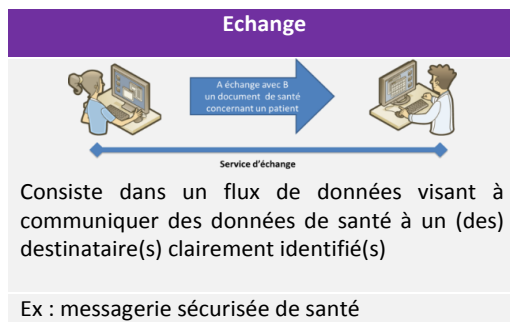 Echange
A échange avec B
un document de santé
concernant un patient
Service d'échange
Consiste dans un flux de données visant à
communiquer des données de santé à un (des)
destinataire(s) clairement identifié(s)
Ex : messagerie sécurisée de santé